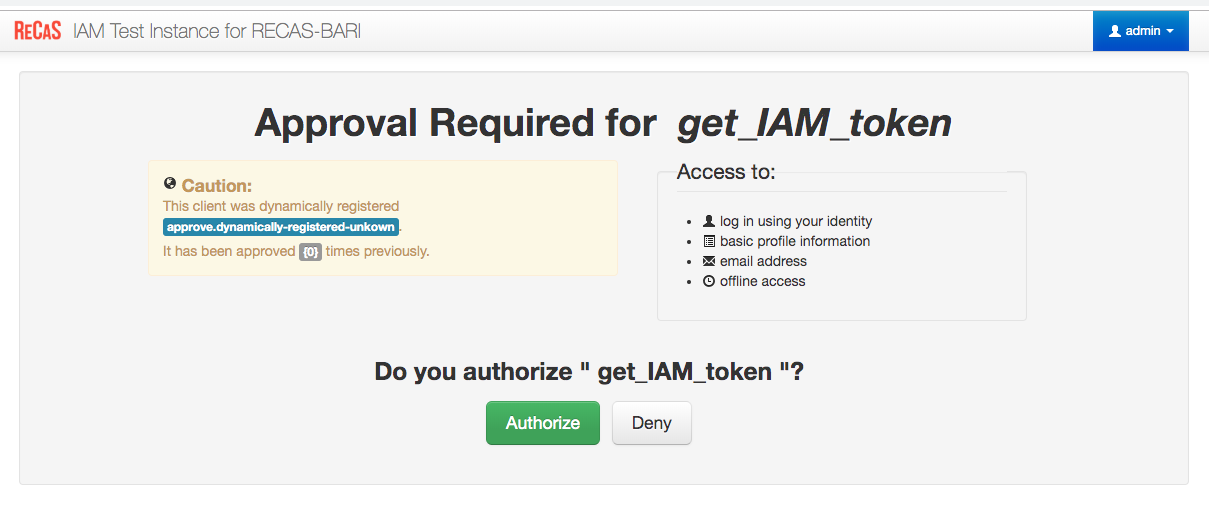 ReCaS IAM Test Instance for RECAS-BARI
admin
Approval Required for get_IAM_token
Caution:
This client was dynamically registered
approve.dynamically-registered-unkown.
It has been approved {0} times previously.
Access to:
log in using your identity
basic profile information
email address
offline access
Do you authorize " get_IAM_token "?
Authorize
Deny